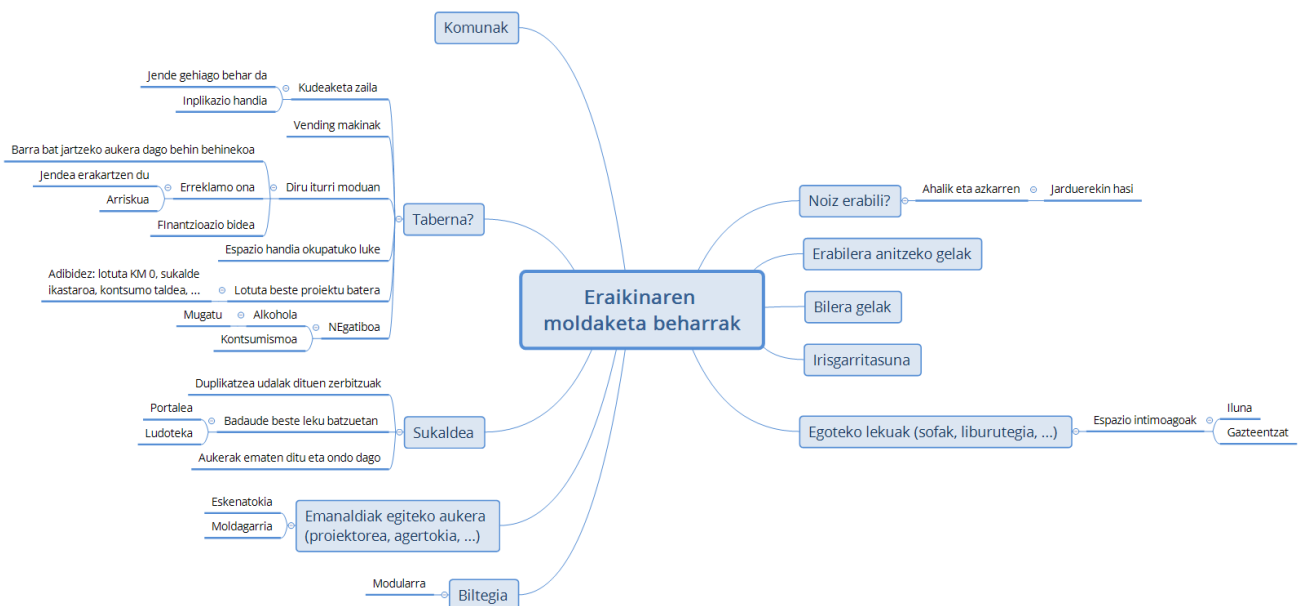 Komunak
Jende gehiago behar da
Inplikazio handia
Kudeaketa zaila
Vending makinak
Barra bat jartzeko aukera dago behin behinekoa
Jendea erakartzen du
Arriskua
Erreklamo ona
FInantzioazio bidea
Diru iturri moduan
Espazio handia okupatuko luke
Adibidez: lotuta KM 0, sukalde
ikastaroa, kontsumo taldea, ...
Lotuta beste proiektu batera
Mugatu
Alkohola
Kontsumismoa
NEgatiboa
Taberna?
Duplikatzea udalak dituen zerbitzuak
Portalea
Ludoteka
Badaude beste leku batzuetan
Aukerak ematen ditu eta ondo dago
Sukaldea
Eskenatokia
Moldagarria
Emanaldiak egiteko aukera
(proiektorea, agertokia, ...)
Modularra
Biltegia
Eraikinaren
moldaketa beharrak
Noiz erabili?
Ahalik eta azkarren
Jarduerekin hasi
Erabilera anitzeko gelak
Bilera gelak
Irisgarritasuna
Egoteko lekuak (sofak, liburutegia, ...)
Espazio intimoagoak
Iluna
Gazteentzat